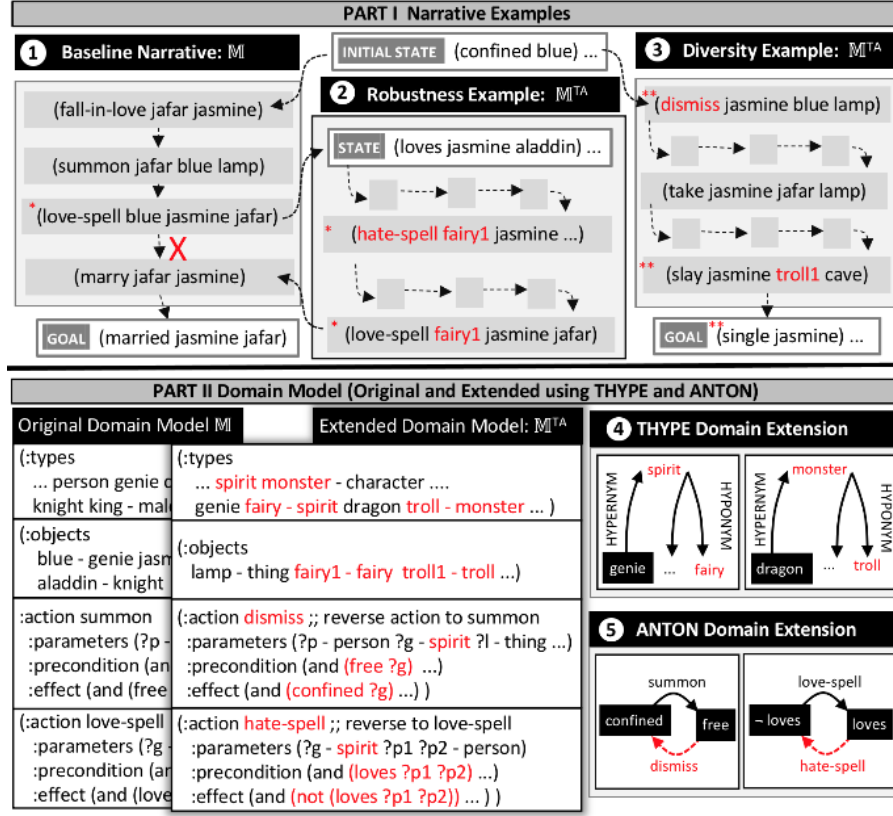 PART I Narrative Examples
1 Baseline Narrative: 𝕄
(fall-in-love jafar jasmine)
(summon jafar blue lamp)
*(love-spell blue jasmine jafar)
X
(marry jafar jasmine)
GOAL (married jasmine jafar)
INITIAL STATE (confined blue) ...
2 Robustness Example: 𝕄TA
STATE (loves jasmine aladdin) ...
* (hate-spell fairy1 jasmine ...)
* (love-spell fairy1 jasmine jafar)
3 Diversity Example: 𝕄TA
**(dismiss jasmine blue lamp)
(take jasmine jafar lamp)
** (slay jasmine troll1 cave)
GOAL ** (single jasmine) ...
PART II Domain Model (Original and Extended using THYPE and ANTON)
Original Domain Model 𝕄
(:types
... person genie c
knight king - mal
(:objects
blue - genie jasm
aladdin - knight
:action summon
:parameters (?p -
:precondition (an
:effect (and (free
(:action love-spell
:parameters (?g -
:precondition (an
:effect (and (love
Extended Domain Model: 𝕄TA
(:types
... spirit monster - character ....
genie fairy - spirit dragon troll - monster ... )
(:objects
lamp - thing fairy1 - fairy troll1 - troll ...)
(:action dismiss ;; reverse action to summon
:parameters (?p - person ?g - spirit ?l - thing ...)
:precondition (and (free ?g) ...)
:effect (and (confined ?g) ...) )
(:action hate-spell ;; reverse to love-spell
:parameters (?g - spirit ?p1 ?p2 - person)
:precondition (and (loves ?p1 ?p2) ...)
:effect (and (not (loves ?p1 ?p2)) ... ) )
4 THYPE Domain Extension
HYPERNYM
spirit
HYPONYM
genie
...
fairy
HYPERNYM
monster
HYPONYM
dragon
...
troll
5 ANTON Domain Extension
summon
confined
free
dismiss
love-spell
¬ loves
loves
hate-spell